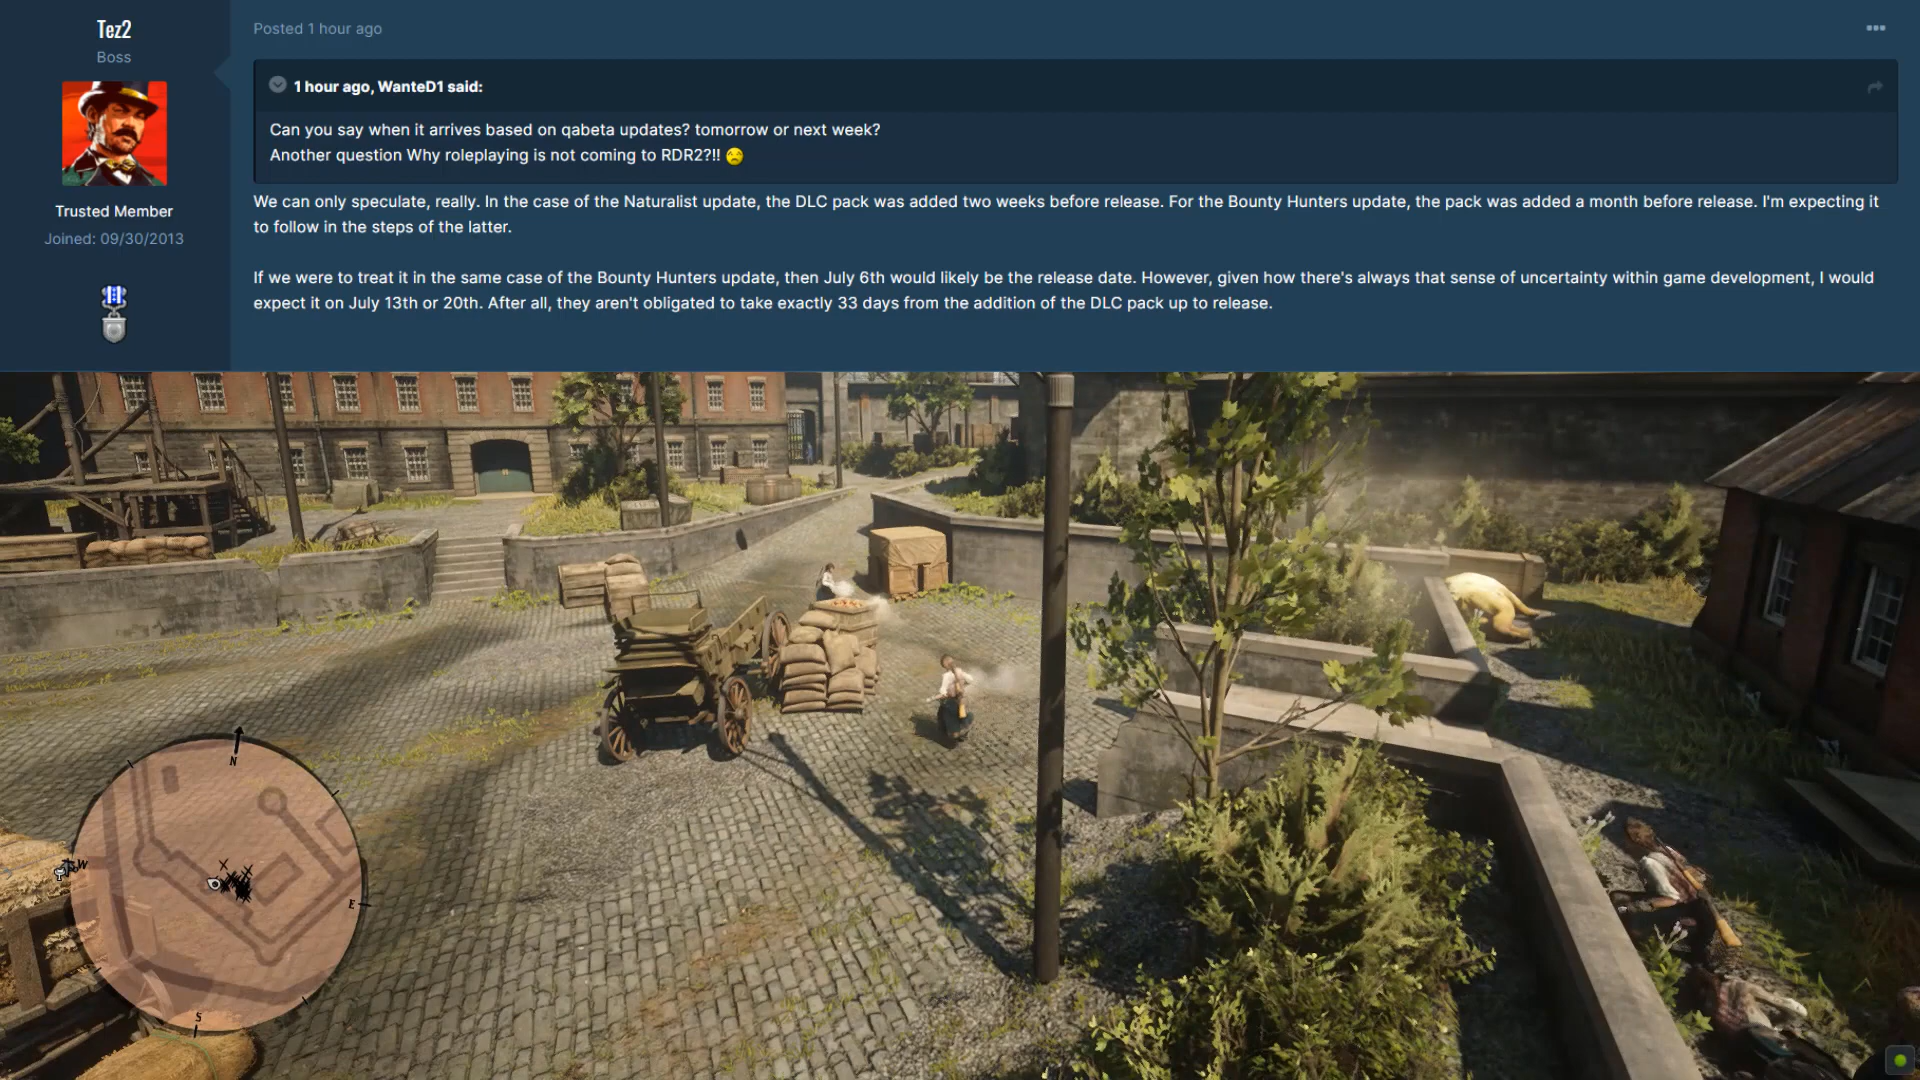 Tez2
Boss
Trusted Member
Joined: 09/30/2013
Posted 1 hour ago
1 hour ago, WanteD1 said:
Can you say when it arrives based on qabeta updates? tomorrow or next week?
Another question Why roleplaying is not coming to RDR2?!!
We can only speculate, really. In the case of the Naturalist update, the DLC pack was added two weeks before release. For the Bounty Hunters update, the pack was added a month before release. I'm expecting it
to follow in the steps of the latter.
If we were to treat it in the same case of the Bounty Hunters update, then July 6th would likely be the release date. However, given how there's always that sense of uncertainty within game development, I would
expect it on July 13th or 20th. After all, they aren't obligated to take exactly 33 days from the addition of the DLC pack up to release.
N
W
E
S